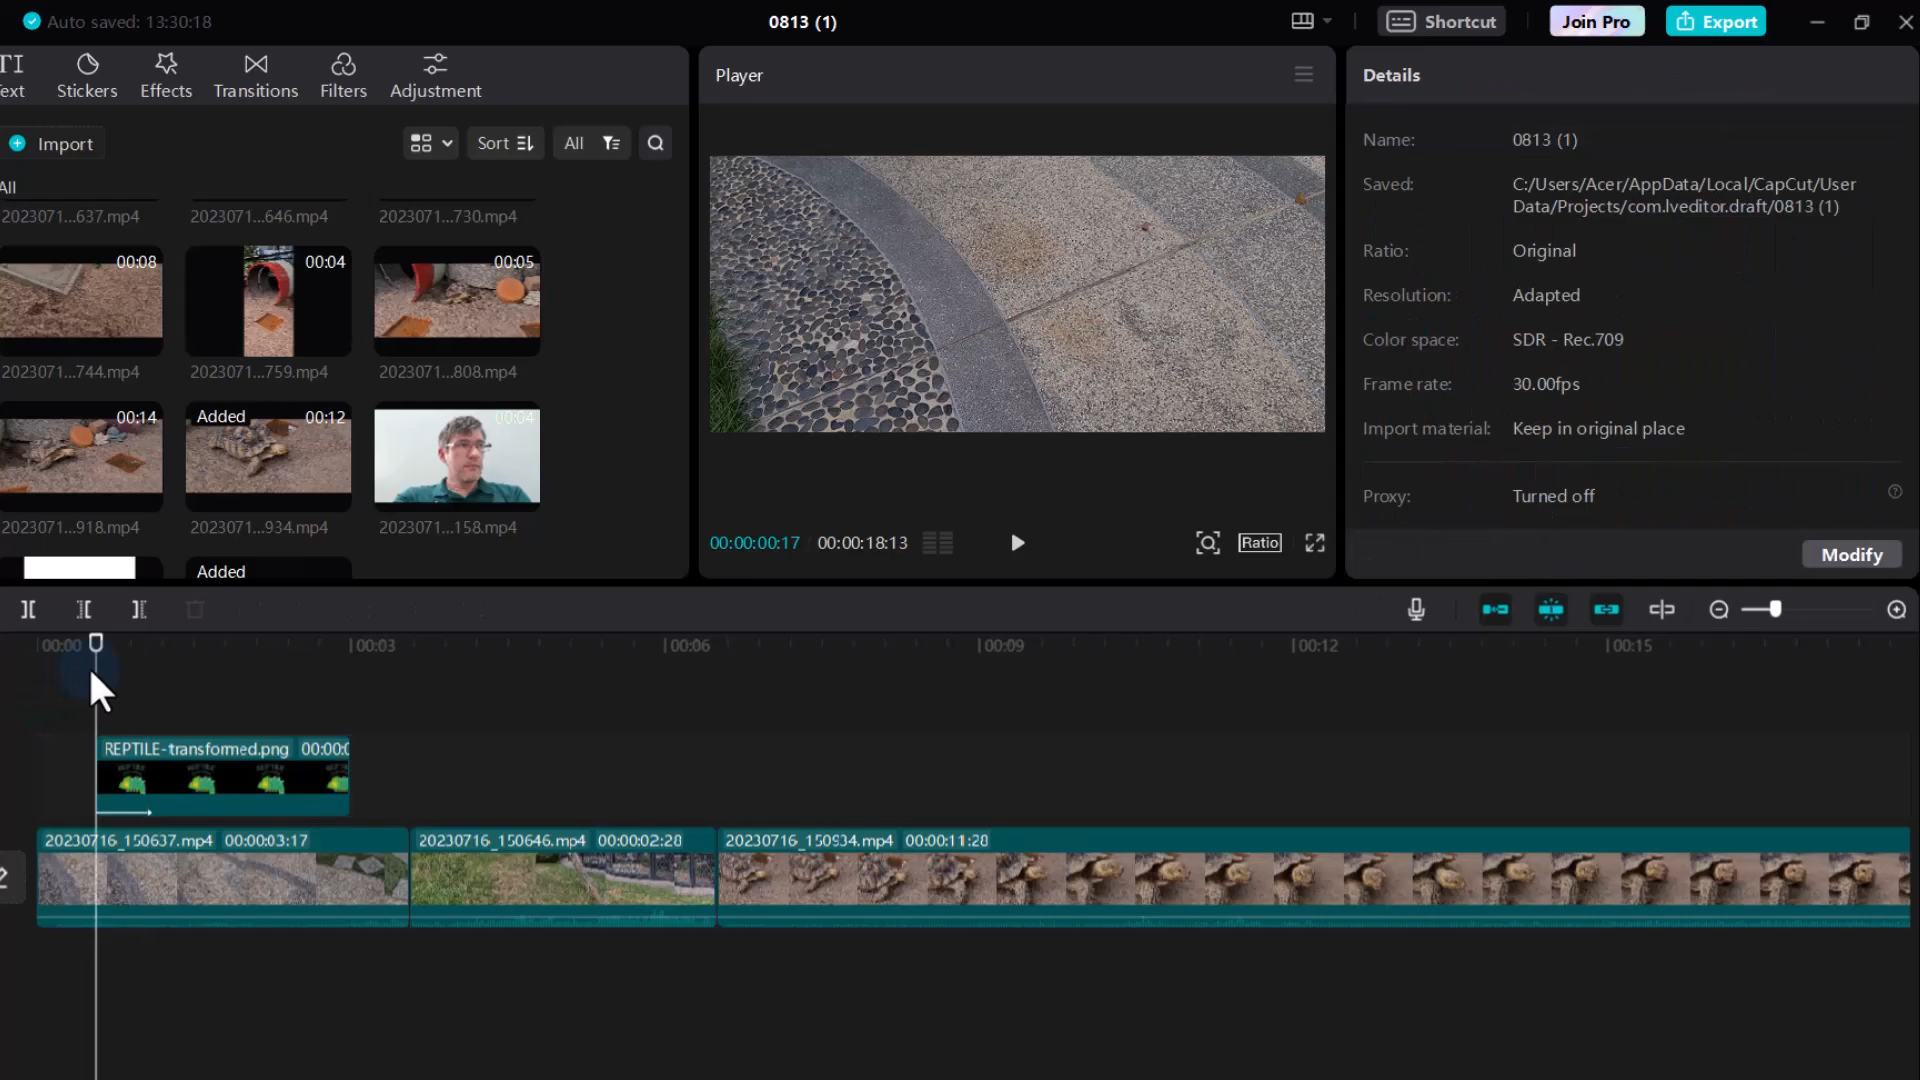 Auto saved: 13:30:18
0813 (1)
Shortcut
Join Pro
Export
Stickers
Effects
Transitions
Filters
Adjustment
Import
Sort
All
All
2023071...637.mp4
2023071...646.mp4
2023071...730.mp4
00:08
00:04
00:05
2023071...744.mp4
2023071...759.mp4
2023071...808.mp4
00:14
Added
00:12
00:04
2023071...918.mp4
2023071...934.mp4
2023071...158.mp4
Added
Player
00:00:00:17
00:00:18:13
Ratio
Details
Name:
0813 (1)
Saved:
C:/Users/Acer/AppData/Local/CapCut/User
Data/Projects/com.lveditor.draft/0813 (1)
Ratio:
Original
Resolution:
Adapted
Color space:
SDR - Rec.709
Frame rate:
30.00fps
Import material:
Keep in original place
Proxy:
Turned off
Modify
00:00
00:03
00:06
00:09
00:12
00:15
REPTILE-transformed.png
20230716_150637.mp4 00:00:03:17
20230716_150646.mp4 00:00:02:28
20230716_150934.mp4 00:00:11:28